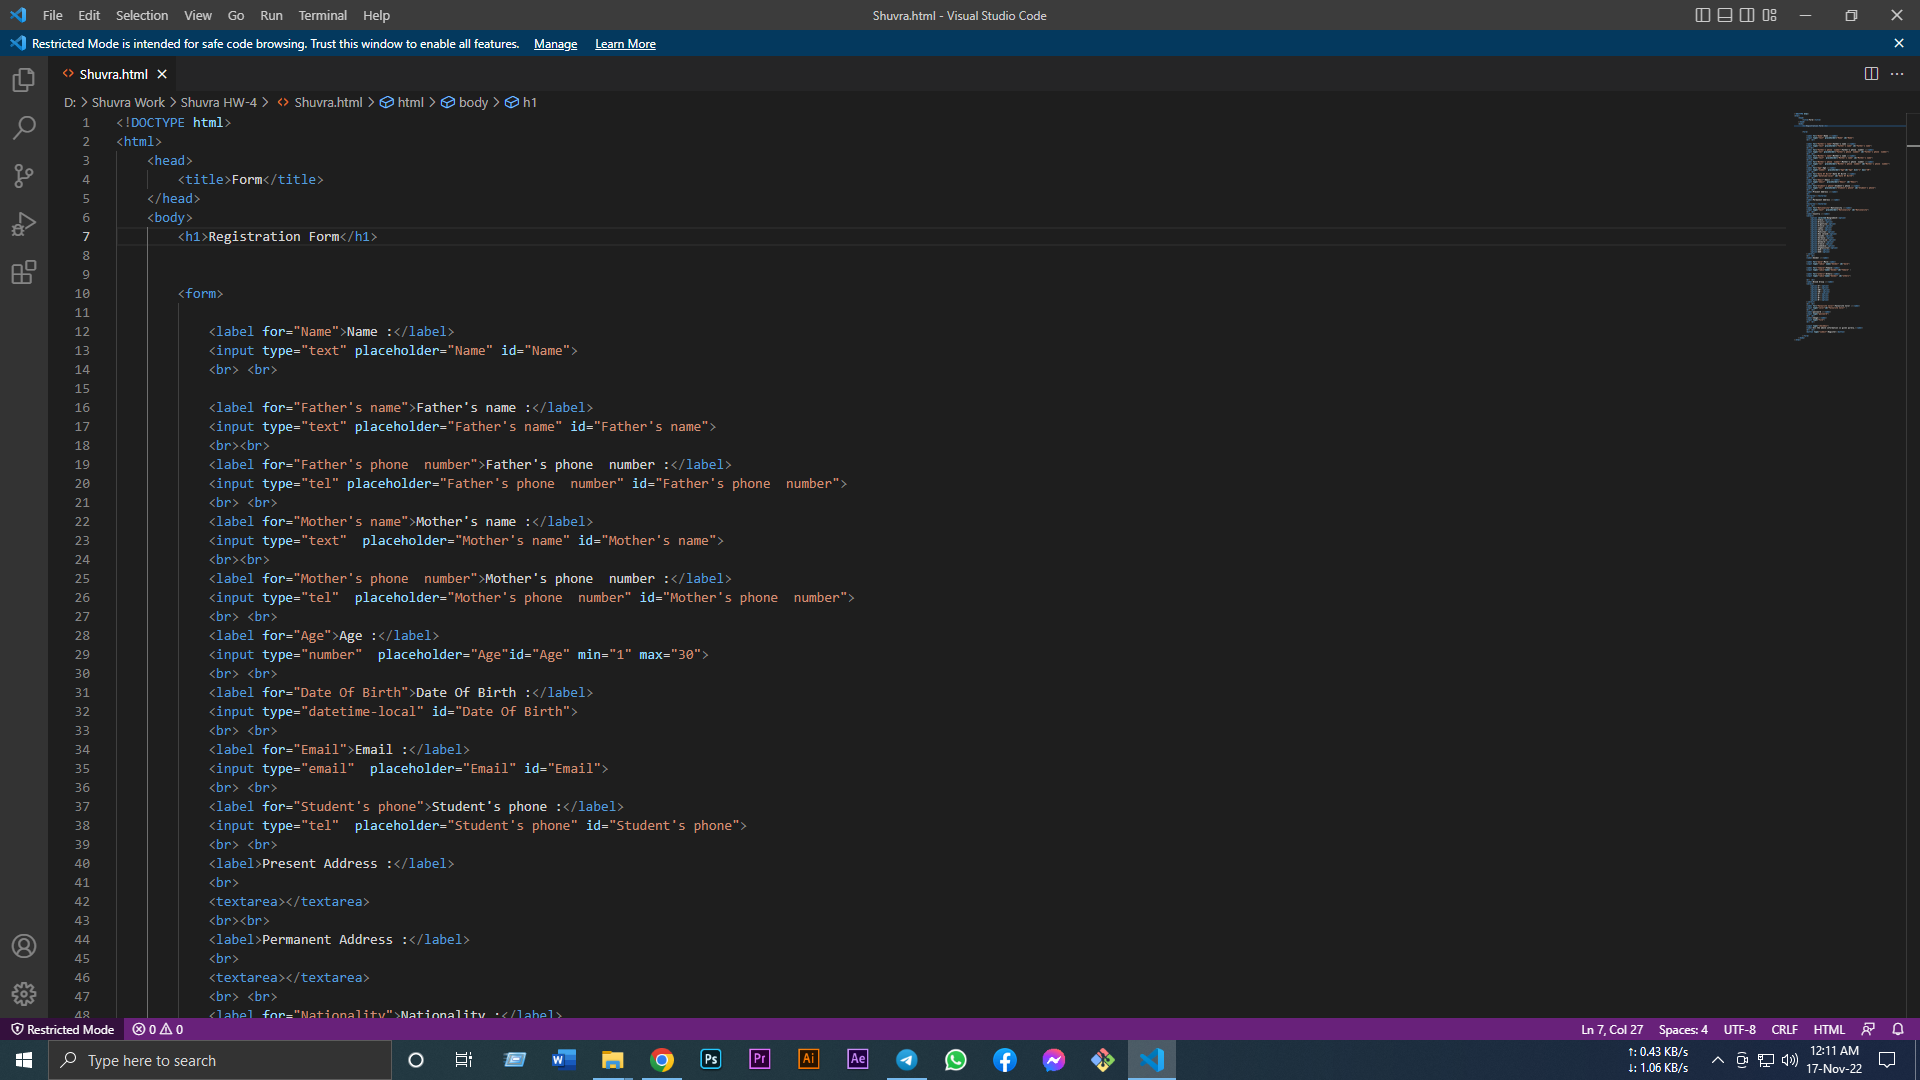 File Edit Selection View Go Run Terminal Help
Shuvra.html - Visual Studio Code
Restricted Mode is intended for safe code browsing. Trust this window to enable all features. Manage Learn More
Shuvra.html
D: > Shuvra Work > Shuvra HW-4 > Shuvra.html > html > body > h1
1 <!DOCTYPE html>
2 <html>
3 <head>
4 <title>Form</title>
5 </head>
6 <body>
7 <h1>Registration Form</h1>
8
9
10 <form>
11
12 <label for="Name">Name :</label>
13 <input type="text" placeholder="Name" id="Name">
14 <br> <br>
15
16 <label for="Father's name">Father's name :</label>
17 <input type="text" placeholder="Father's name" id="Father's name">
18 <br><br>
19 <label for="Father's phone  number">Father's phone  number :</label>
20 <input type="tel" placeholder="Father's phone  number" id="Father's phone  number">
21 <br> <br>
22 <label for="Mother's name">Mother's name :</label>
23 <input type="text"  placeholder="Mother's name" id="Mother's name">
24 <br><br>
25 <label for="Mother's phone  number">Mother's phone  number :</label>
26 <input type="tel"  placeholder="Mother's phone  number" id="Mother's phone  number">
27 <br> <br>
28 <label for="Age">Age :</label>
29 <input type="number"  placeholder="Age"id="Age" min="1" max="30">
30 <br> <br>
31 <label for="Date Of Birth">Date Of Birth :</label>
32 <input type="datetime-local" id="Date Of Birth">
33 <br> <br>
34 <label for="Email">Email :</label>
35 <input type="email"  placeholder="Email" id="Email">
36 <br> <br>
37 <label for="Student's phone">Student's phone :</label>
38 <input type="tel"  placeholder="Student's phone" id="Student's phone">
39 <br> <br>
40 <label>Present Address :</label>
41 <br>
42 <textarea></textarea>
43 <br><br>
44 <label>Permanent Address :</label>
45 <br>
46 <textarea></textarea>
47 <br> <br>
48 <label for="Nationality">Nationality :</label>
Restricted Mode 0 0 Ln 7, Col 27 Spaces: 4 UTF-8 CRLF HTML
Type here to search
Ps Pr Ai Ae
↑: 0.43 KB/s
↓: 1.06 KB/s
12:11 AM
17-Nov-22